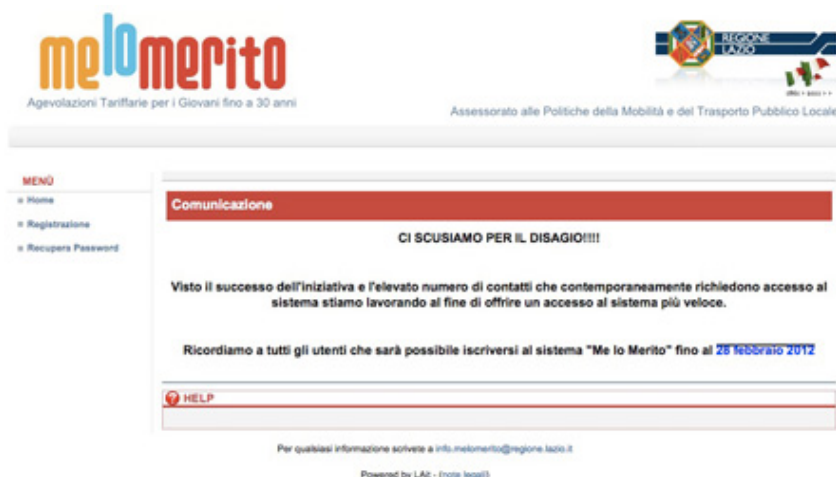 melomerito
Agevolazioni Tariffarie per i Giovani fino a 30 anni
REGIONE
LAZIO
Assessorato alle Politiche della Mobilità e del Trasporto Pubblico Locale
MENÙ
Home
Registrazione
Recupera Password
Comunicazione
CI SCUSIAMO PER IL DISAGIO!!!!
Visto il successo dell'iniziativa e l'elevato numero di contatti che contemporaneamente richiedono accesso al
sistema stiamo lavorando al fine di offrire un accesso al sistema più veloce.
Ricordiamo a tutti gli utenti che sarà possibile iscriversi al sistema "Me lo Merito" fino al 28 febbraio 2012
HELP
Per qualsiasi informazione scrivete a info.melomerito@regione.lazio.it
Powered by LAit - (note legali)